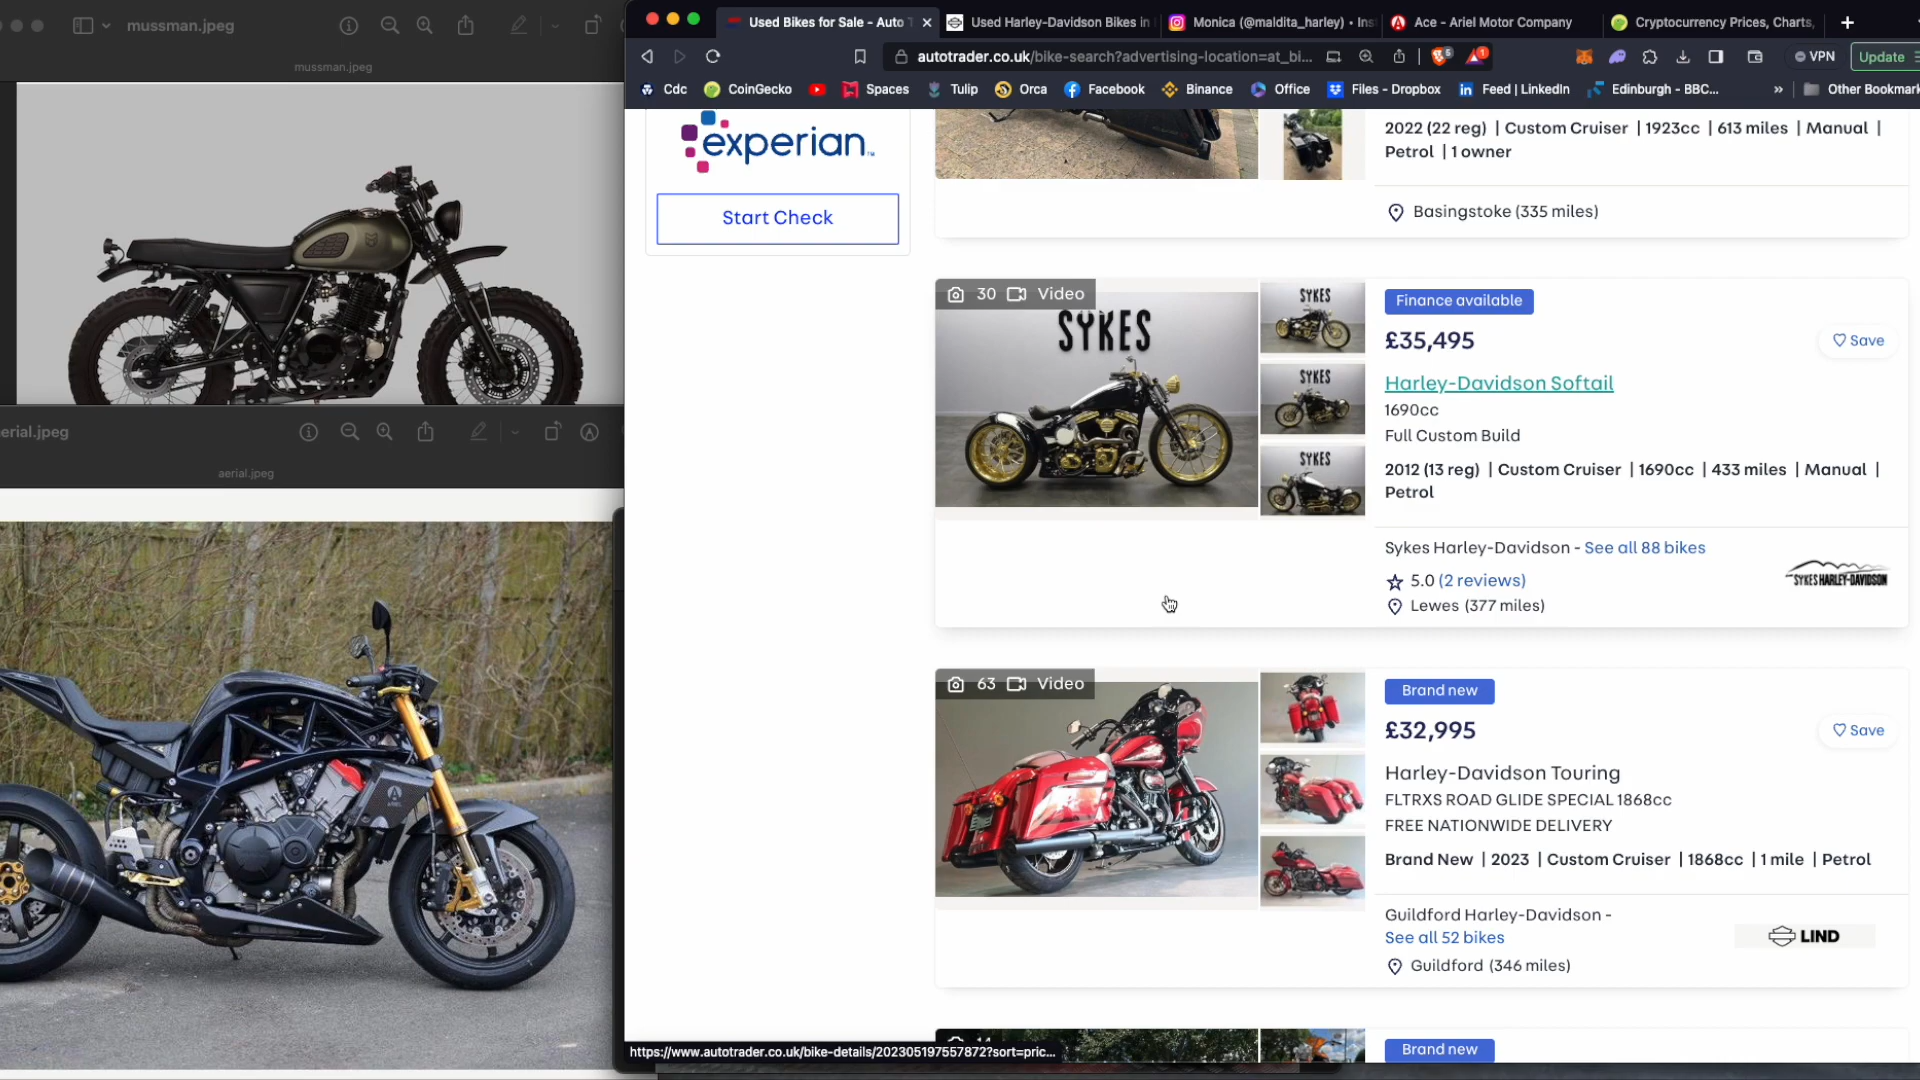 mussman.jpeg
mussman.jpeg
erial.jpeg
aerial.jpeg
Used Bikes for Sale - Auto T
Used Harley-Davidson Bikes in
Monica (@maldita_harley) • Ins
Ace - Ariel Motor Company
Cryptocurrency Prices, Charts,
autotrader.co.uk/bike-search?advertising-location=at_bi...
VPN
Update
Cdc
CoinGecko
Spaces
Tulip
Orca
Facebook
Binance
Office
Files - Dropbox
Feed | LinkedIn
Edinburgh - BBC...
»
Other Bookmark
experian™
Start Check
2022 (22 reg) | Custom Cruiser | 1923cc | 613 miles | Manual |
Petrol | 1 owner
Basingstoke (335 miles)
30 Video
SYKES
SYKES
SYKES
SYKES
Finance available
£35,495
Save
Harley-Davidson Softail
1690cc
Full Custom Build
2012 (13 reg) | Custom Cruiser | 1690cc | 433 miles | Manual |
Petrol
Sykes Harley-Davidson - See all 88 bikes
5.0 (2 reviews)
Lewes (377 miles)
SYKES HARLEY-DAVIDSON
63 Video
Brand new
£32,995
Save
Harley-Davidson Touring
FLTRXS ROAD GLIDE SPECIAL 1868cc
FREE NATIONWIDE DELIVERY
Brand New | 2023 | Custom Cruiser | 1868cc | 1 mile | Petrol
Guildford Harley-Davidson -
See all 52 bikes
Guildford (346 miles)
LIND
14
Brand new
https://www.autotrader.co.uk/bike-details/202305197557872?sort=pric...